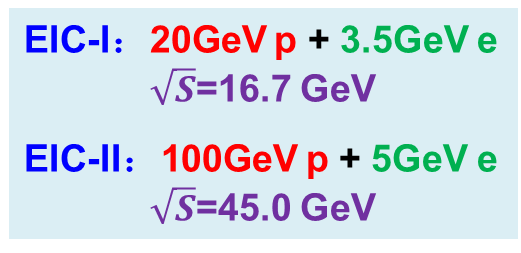 EIC-I：20GeV p + 3.5GeV e
√S=16.7 GeV
EIC-II：100GeV p + 5GeV e
√S=45.0 GeV